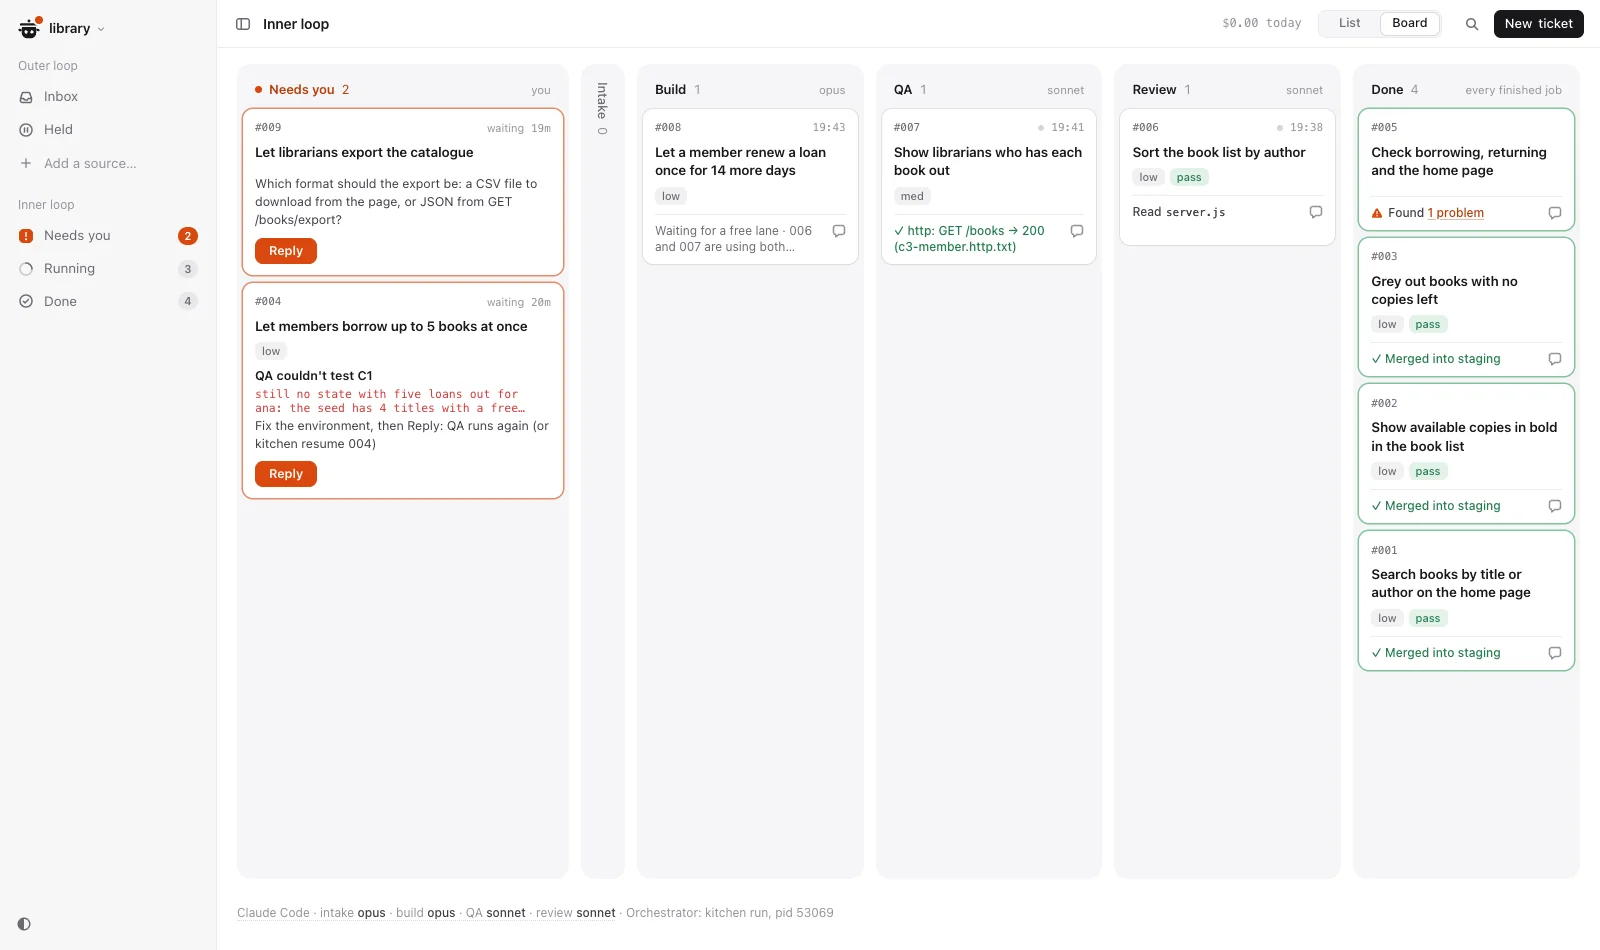 library
Outer loop
Inbox
Held
Add a source...
Inner loop
Needs you 2
Running 3
Done 4
Inner loop
$0.00 today
List
Board
New ticket
Needs you 2
you
#009
waiting 19m
Let librarians export the catalogue
Which format should the export be: a CSV file to
download from the page, or JSON from GET
/books/export?
Reply
#004
waiting 20m
Let members borrow up to 5 books at once
low
QA couldn't test C1
still no state with five loans out for
ana: the seed has 4 titles with a free…
Fix the environment, then Reply: QA runs again (or
kitchen resume 004)
Reply
Intake 0
Build 1
opus
#008
19:43
Let a member renew a loan
once for 14 more days
low
Waiting for a free lane · 006
and 007 are using both…
QA 1
sonnet
#007
19:41
Show librarians who has each
book out
med
✓ http: GET /books → 200
(c3-member.http.txt)
Review 1
sonnet
#006
19:38
Sort the book list by author
low
pass
Read server.js
Done 4
every finished job
#005
Check borrowing, returning
and the home page
Found 1 problem
#003
Grey out books with no
copies left
low
pass
✓ Merged into staging
#002
Show available copies in bold
in the book list
low
pass
✓ Merged into staging
#001
Search books by title or
author on the home page
low
pass
✓ Merged into staging
Claude Code · intake opus · build opus · QA sonnet · review sonnet · Orchestrator: kitchen run, pid 53069